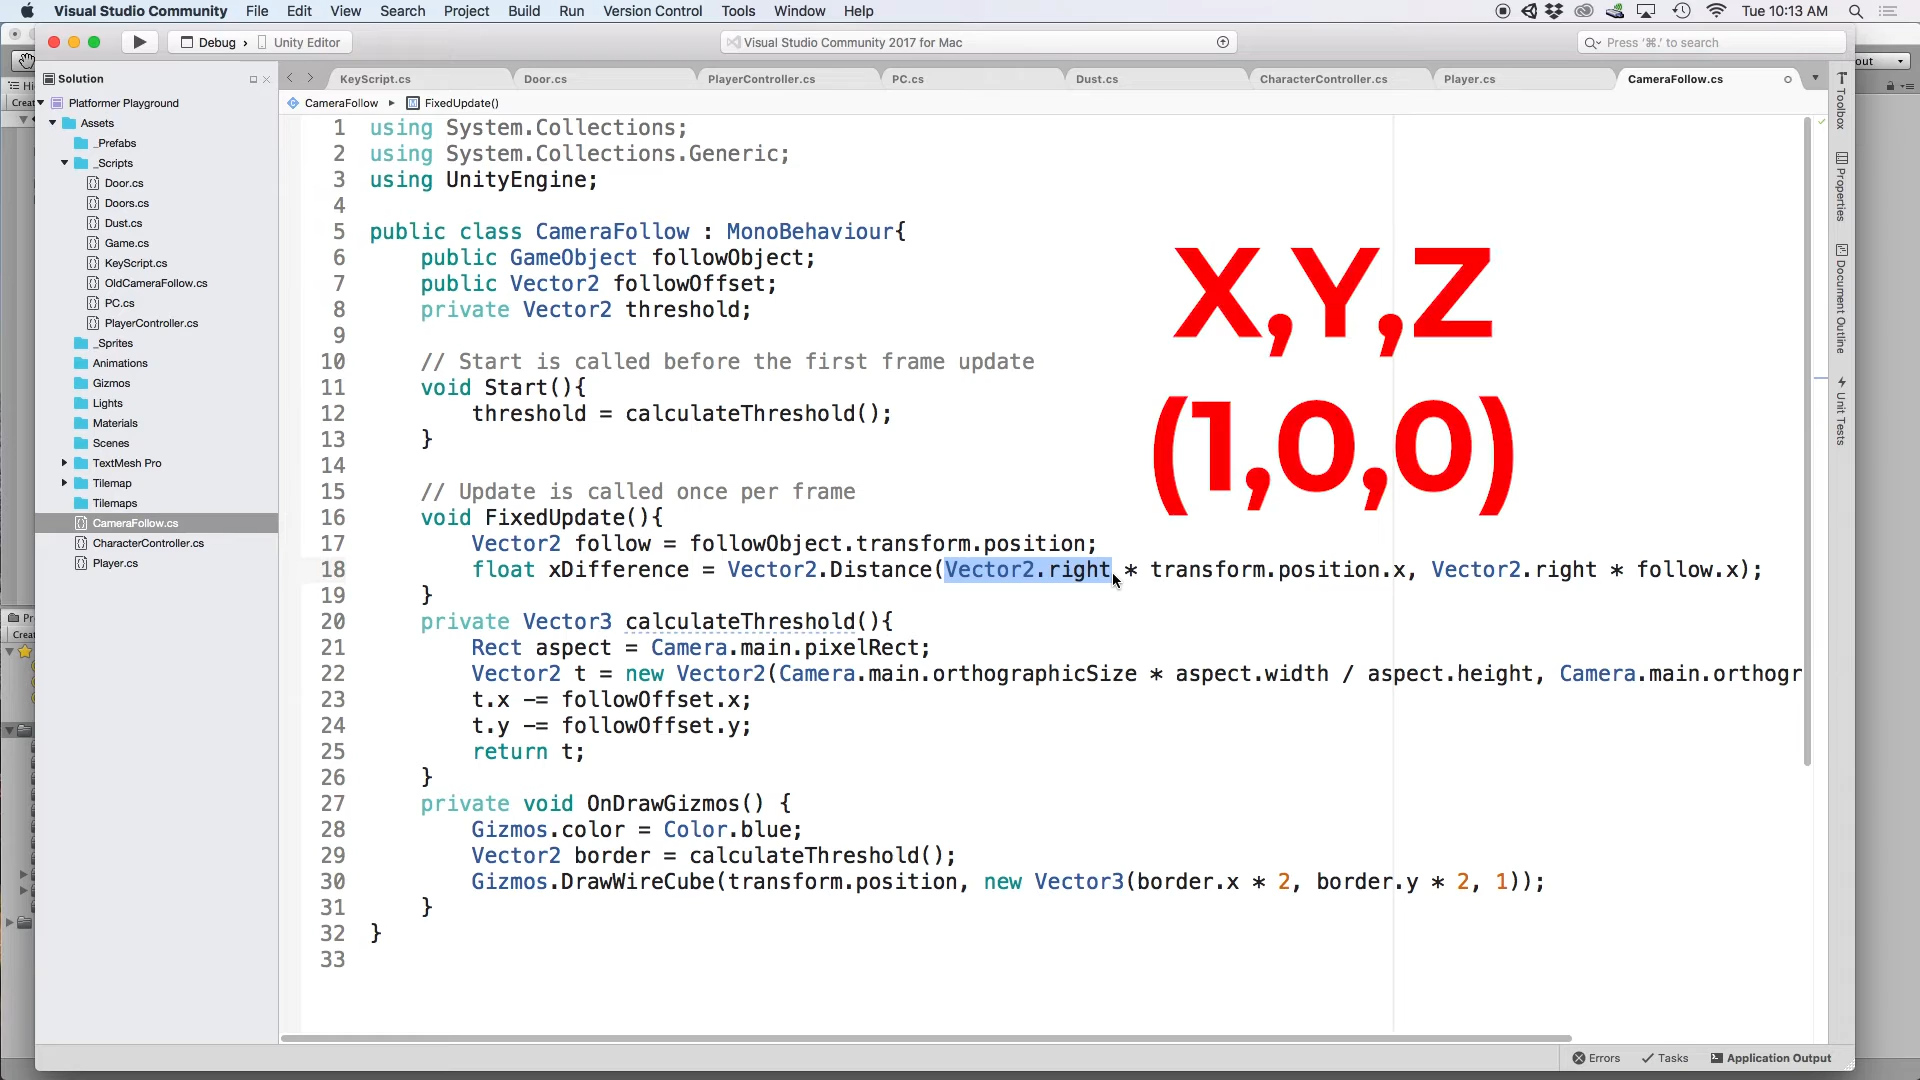 Visual Studio Community File Edit View Search Project Build Run Version Control Tools Window Help Tue 10:13 AM
Debug › Unity Editor
Visual Studio Community 2017 for Mac
Press '⌘.' to search
out
Solution
KeyScript.cs Door.cs PlayerController.cs PC.cs Dust.cs CharacterController.cs Player.cs CameraFollow.cs
CameraFollow ▸ FixedUpdate()
Platformer Playground
Assets
_Prefabs
_Scripts
Door.cs
Doors.cs
Dust.cs
Game.cs
KeyScript.cs
OldCameraFollow.cs
PC.cs
PlayerController.cs
_Sprites
Animations
Gizmos
Lights
Materials
Scenes
TextMesh Pro
Tilemap
Tilemaps
CameraFollow.cs
CharacterController.cs
Player.cs
Hi
Creat
Pr
Creat
1 using System.Collections;
2 using System.Collections.Generic;
3 using UnityEngine;
4
5 public class CameraFollow : MonoBehaviour{
6 public GameObject followObject;
7 public Vector2 followOffset;
8 private Vector2 threshold;
9
10 // Start is called before the first frame update
11 void Start(){
12 threshold = calculateThreshold();
13 }
14
15 // Update is called once per frame
16 void FixedUpdate(){
17 Vector2 follow = followObject.transform.position;
18 float xDifference = Vector2.Distance(Vector2.right * transform.position.x, Vector2.right * follow.x);
19 }
20 private Vector3 calculateThreshold(){
21 Rect aspect = Camera.main.pixelRect;
22 Vector2 t = new Vector2(Camera.main.orthographicSize * aspect.width / aspect.height, Camera.main.orthogr
23 t.x -= followOffset.x;
24 t.y -= followOffset.y;
25 return t;
26 }
27 private void OnDrawGizmos() {
28 Gizmos.color = Color.blue;
29 Vector2 border = calculateThreshold();
30 Gizmos.DrawWireCube(transform.position, new Vector3(border.x * 2, border.y * 2, 1));
31 }
32 }
33
X,Y,Z
(1,0,0)
Toolbox
Properties
Document Outline
Unit Tests
Errors Tasks Application Output